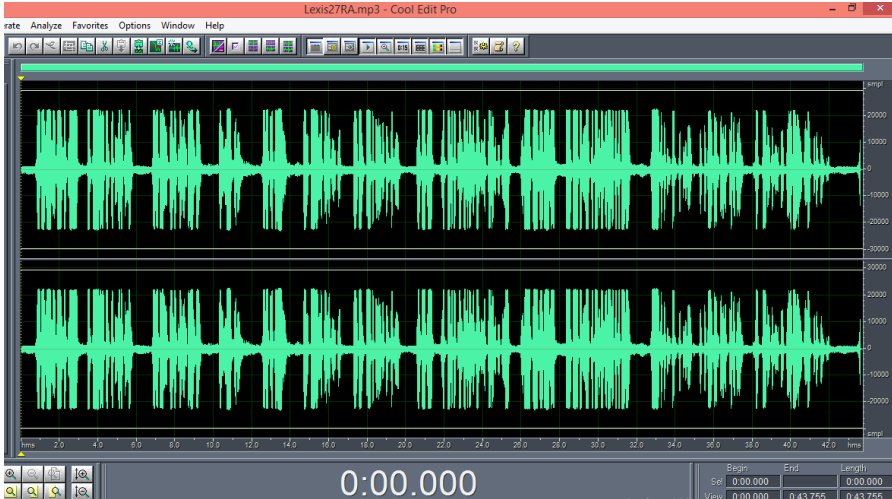 Lexis27RA.mp3 - Cool Edit Pro
rate Analyze Favorites Options Window Help
smpl
20000
10000
0
-10000
-20000
-30000
30000
20000
10000
0
-10000
-20000
smpl
hms 2.0 4.0 6.0 8.0 10.0 12.0 14.0 16.0 18.0 20.0 22.0 24.0 26.0 28.0 30.0 32.0 34.0 36.0 38.0 40.0 42.0 hms
0:00.000
Begin End Length
Sel 0:00.000 0:00.000
View 0:00.000 0:43.755 0:43.755